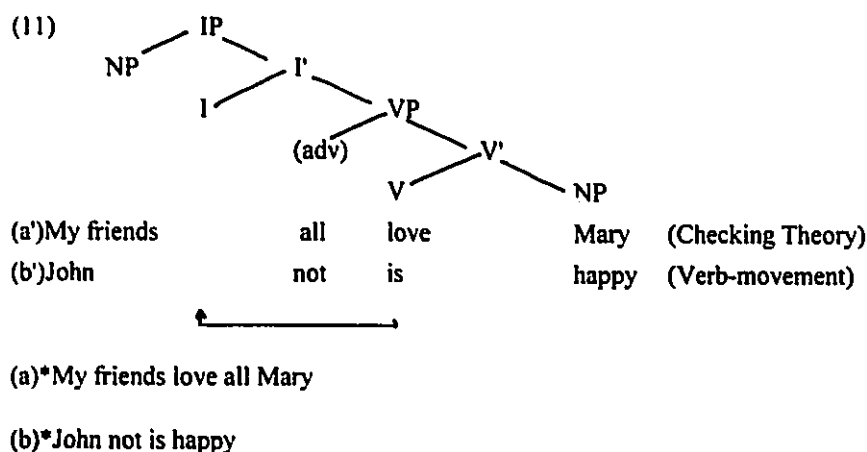 (11) IP
NP I'
I VP
(adv) V'
V NP
(a')My friends all love Mary (Checking Theory)
(b')John not is happy (Verb-movement)
(a)*My friends love all Mary
(b)*John not is happy